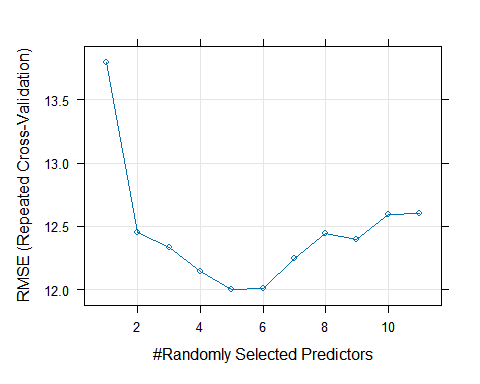 RMSE (Repeated Cross-Validation)
13.5
13.0
12.5
12.0
2 4 6 8 10
#Randomly Selected Predictors